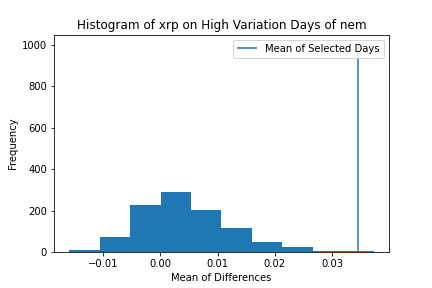 Histogram of xrp on High Variation Days of nem
Mean of Selected Days
1000
800
600
400
200
0
Frequency
−0.01 0.00 0.01 0.02 0.03
Mean of Differences